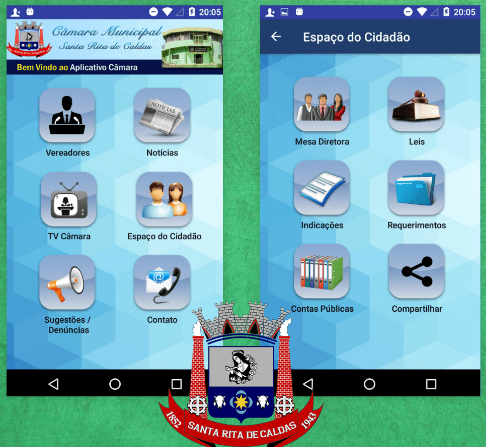 20:05
Câmara Municipal
Santa Rita de Caldas
Bem Vindo ao Aplicativo Câmara
Vereadores
NOTÍCIAS
Notícias
TV Câmara
Espaço do Cidadão
Sugestões /
Denúncias
Contato
20:05
Espaço do Cidadão
Mesa Diretora
Leis
Indicações
Requerimentos
Contas Públicas
Compartilhar
1852 SANTA RITA DE CALDAS 1943